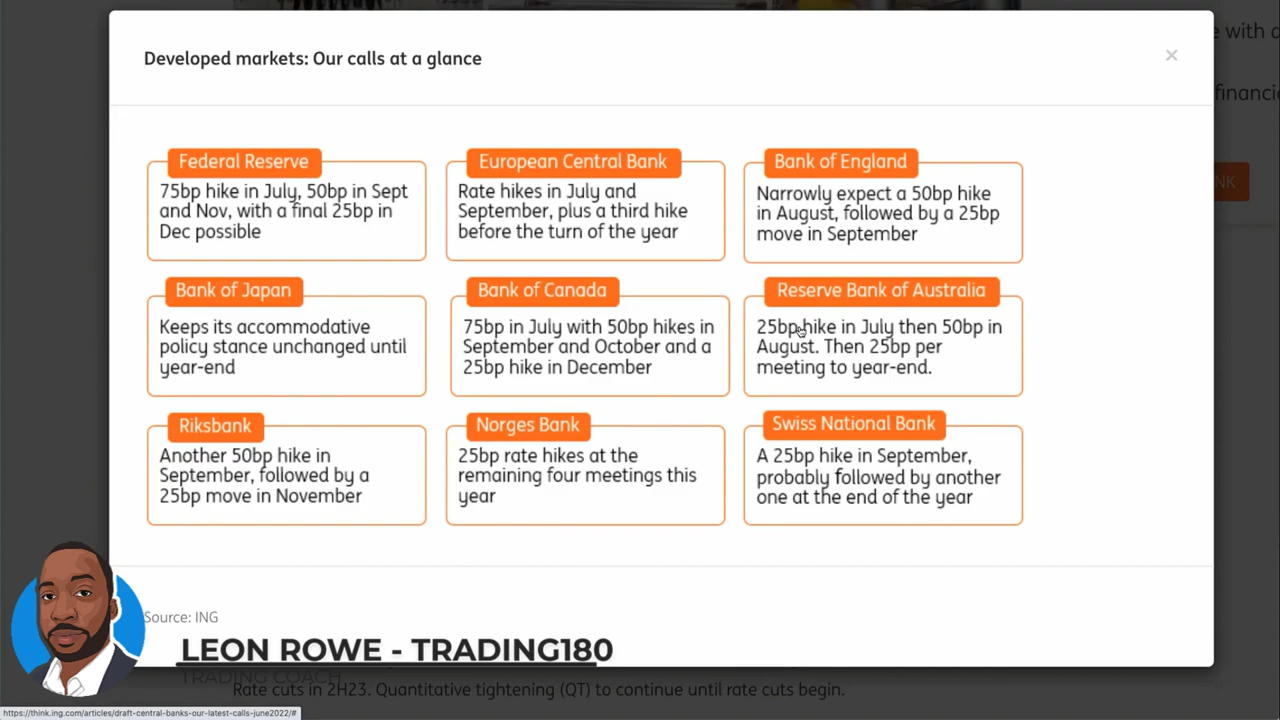 e with a
Developed markets: Our calls at a glance
×
financi
Federal Reserve
75bp hike in July, 50bp in Sept
and Nov, with a final 25bp in
Dec possible
European Central Bank
Rate hikes in July and
September, plus a third hike
before the turn of the year
Bank of England
Narrowly expect a 50bp hike
in August, followed by a 25bp
move in September
NK
Bank of Japan
Keeps its accommodative
policy stance unchanged until
year-end
Bank of Canada
75bp in July with 50bp hikes in
September and October and a
25bp hike in December
Reserve Bank of Australia
25bp hike in July then 50bp in
August. Then 25bp per
meeting to year-end.
Riksbank
Another 50bp hike in
September, followed by a
25bp move in November
Norges Bank
25bp rate hikes at the
remaining four meetings this
year
Swiss National Bank
A 25bp hike in September,
probably followed by another
one at the end of the year
Source: ING
LEON ROWE - TRADING180
TRADING COACH
Rate cuts in 2H23. Quantitative tightening (QT) to continue until rate cuts begin.
https://think.ing.com/articles/draft-central-banks-our-latest-calls-june2022/#